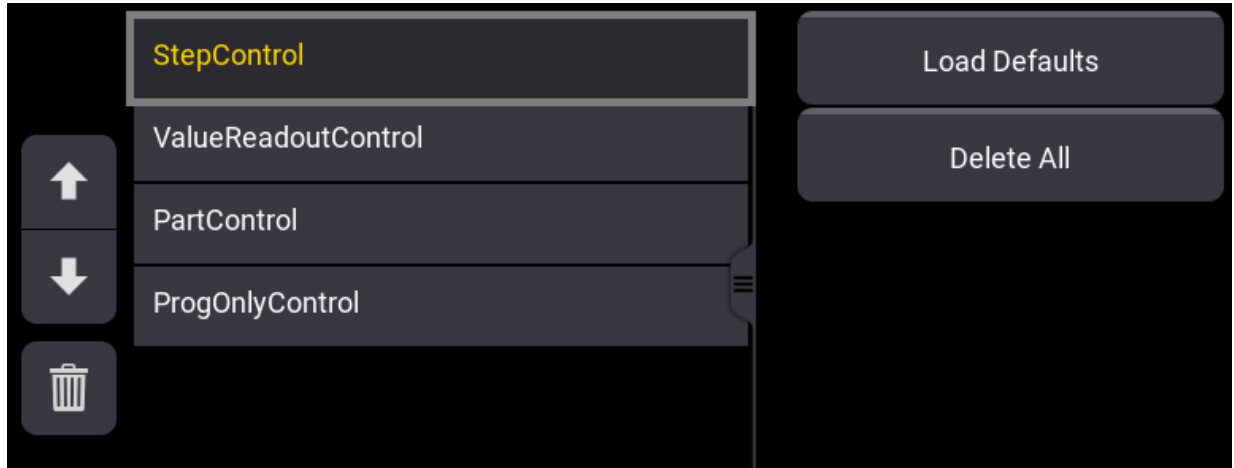 StepControl
ValueReadoutControl
PartControl
ProgOnlyControl
Load Defaults
Delete All